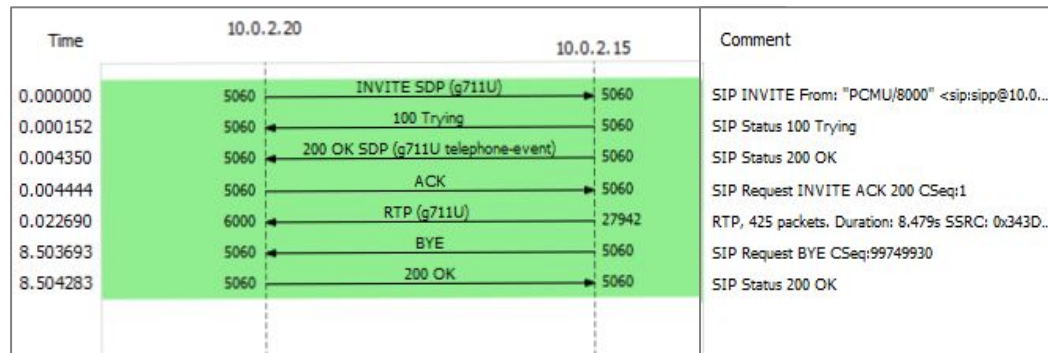 Time 10.0.2.20 10.0.2.15 Comment
0.000000 5060 INVITE SDP (g711U) 5060 SIP INVITE From: "PCMU/8000" <sip:sipp@10.0...
0.000152 5060 100 Trying 5060 SIP Status 100 Trying
0.004350 5060 200 OK SDP (g711U telephone-event) 5060 SIP Status 200 OK
0.004444 5060 ACK 5060 SIP Request INVITE ACK 200 CSeq:1
0.022690 6000 RTP (g711U) 27942 RTP, 425 packets. Duration: 8.479s SSRC: 0x343D...
8.503693 5060 BYE 5060 SIP Request BYE CSeq:99749930
8.504283 5060 200 OK 5060 SIP Status 200 OK